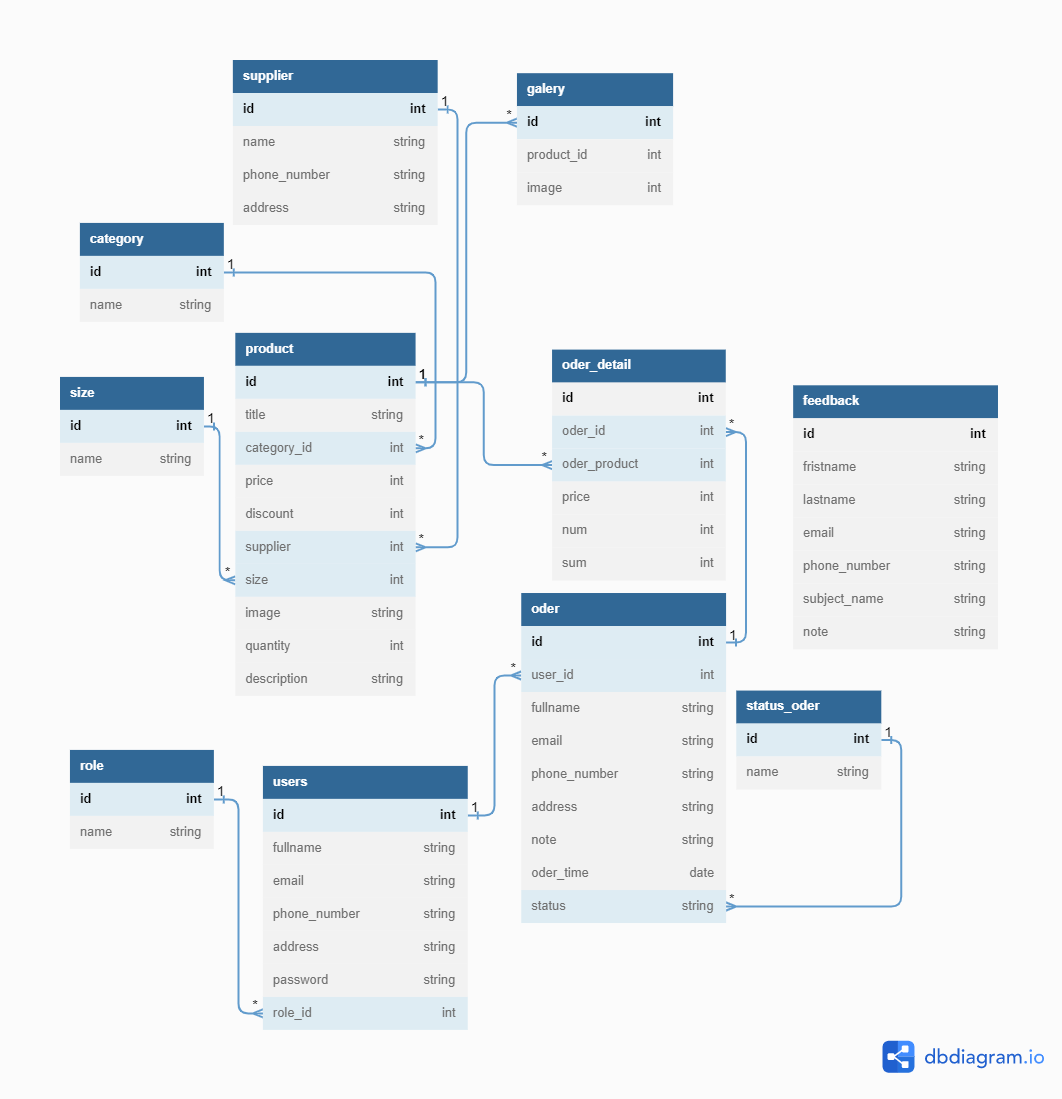 supplier
id int
name string
phone_number string
address string
galery
id int
product_id int
image int
category
id int
name string
product
id int
title string
category_id int
price int
discount int
supplier int
size int
image string
quantity int
description string
size
id int
name string
oder_detail
id int
oder_id int
oder_product int
price int
num int
sum int
feedback
id int
fristname string
lastname string
email string
phone_number string
subject_name string
note string
oder
id int
user_id int
fullname string
email string
phone_number string
address string
note string
oder_time date
status string
status_oder
id int
name string
role
id int
name string
users
id int
fullname string
email string
phone_number string
address string
password string
role_id int
1
*
1
1
*
*
*
1
*
*
1
*
1
*
1
1
*
1
*
dbdiagram.io